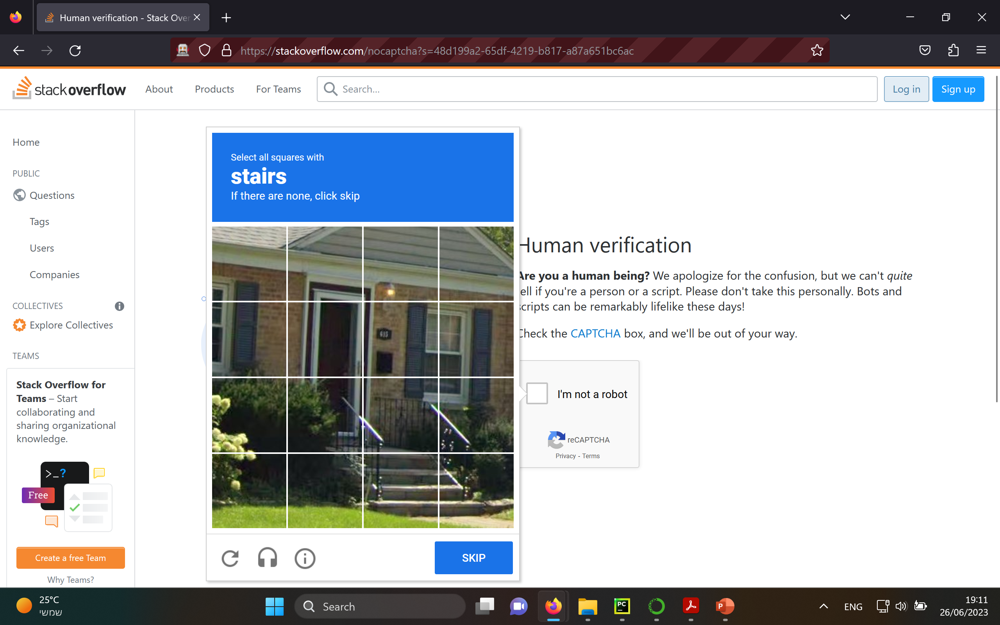 Human verification - Stack Over
https://stackoverflow.com/nocaptcha?s=48d199a2-65df-4219-b817-a87a651bc6ac
stackoverflow
About
Products
For Teams
Search...
Log in
Sign up
Home
PUBLIC
Questions
Tags
Users
Companies
COLLECTIVES
Explore Collectives
TEAMS
Stack Overflow for
Teams – Start
collaborating and
sharing organizational
knowledge.
>_?
Free
Create a free Team
Why Teams?
Select all squares with
stairs
If there are none, click skip
615
SKIP
Human verification
Are you a human being? We apologize for the confusion, but we can't quite
tell if you're a person or a script. Please don't take this personally. Bots and
scripts can be remarkably lifelike these days!
Check the CAPTCHA box, and we'll be out of your way.
I'm not a robot
reCAPTCHA
Privacy - Terms
25°C
שמשי
Search
PC
P
ENG
19:11
26/06/2023